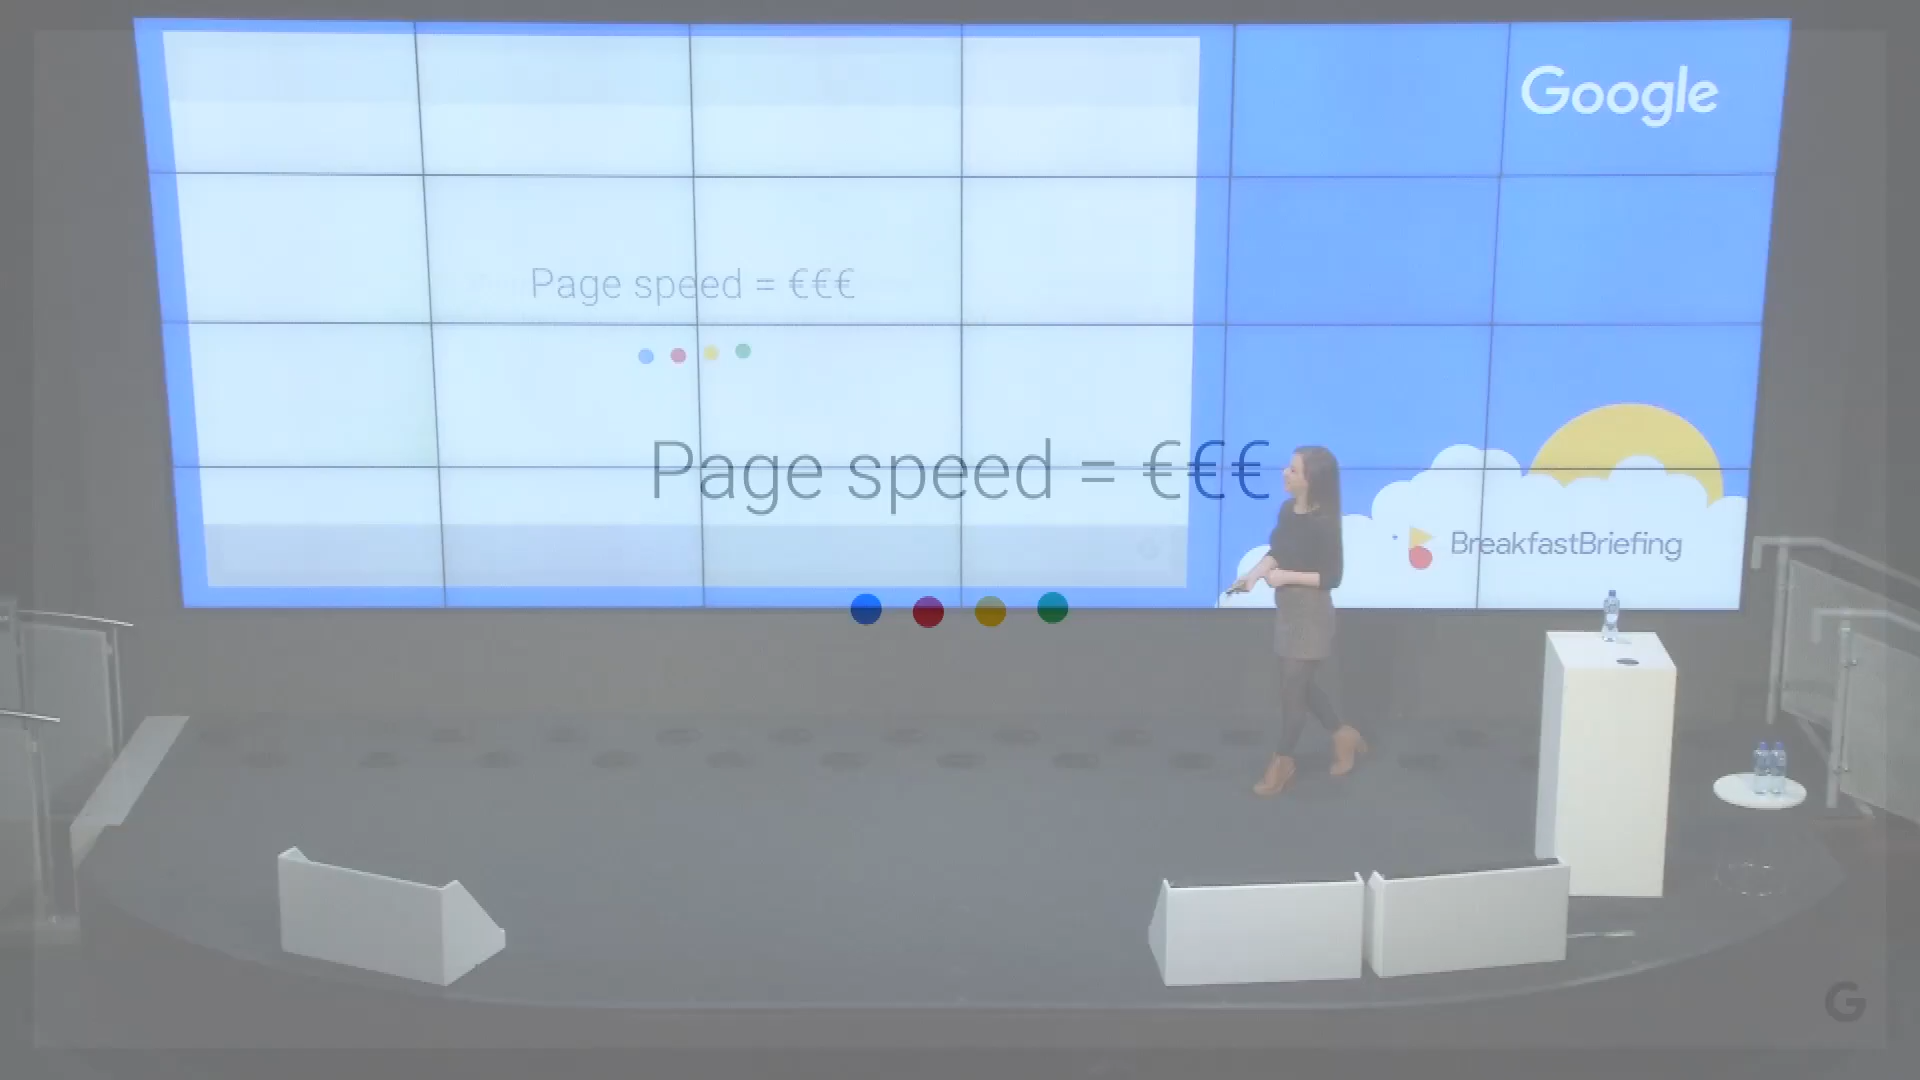 Google
Page speed = €€€
Page speed = €€€
BreakfastBriefing
G